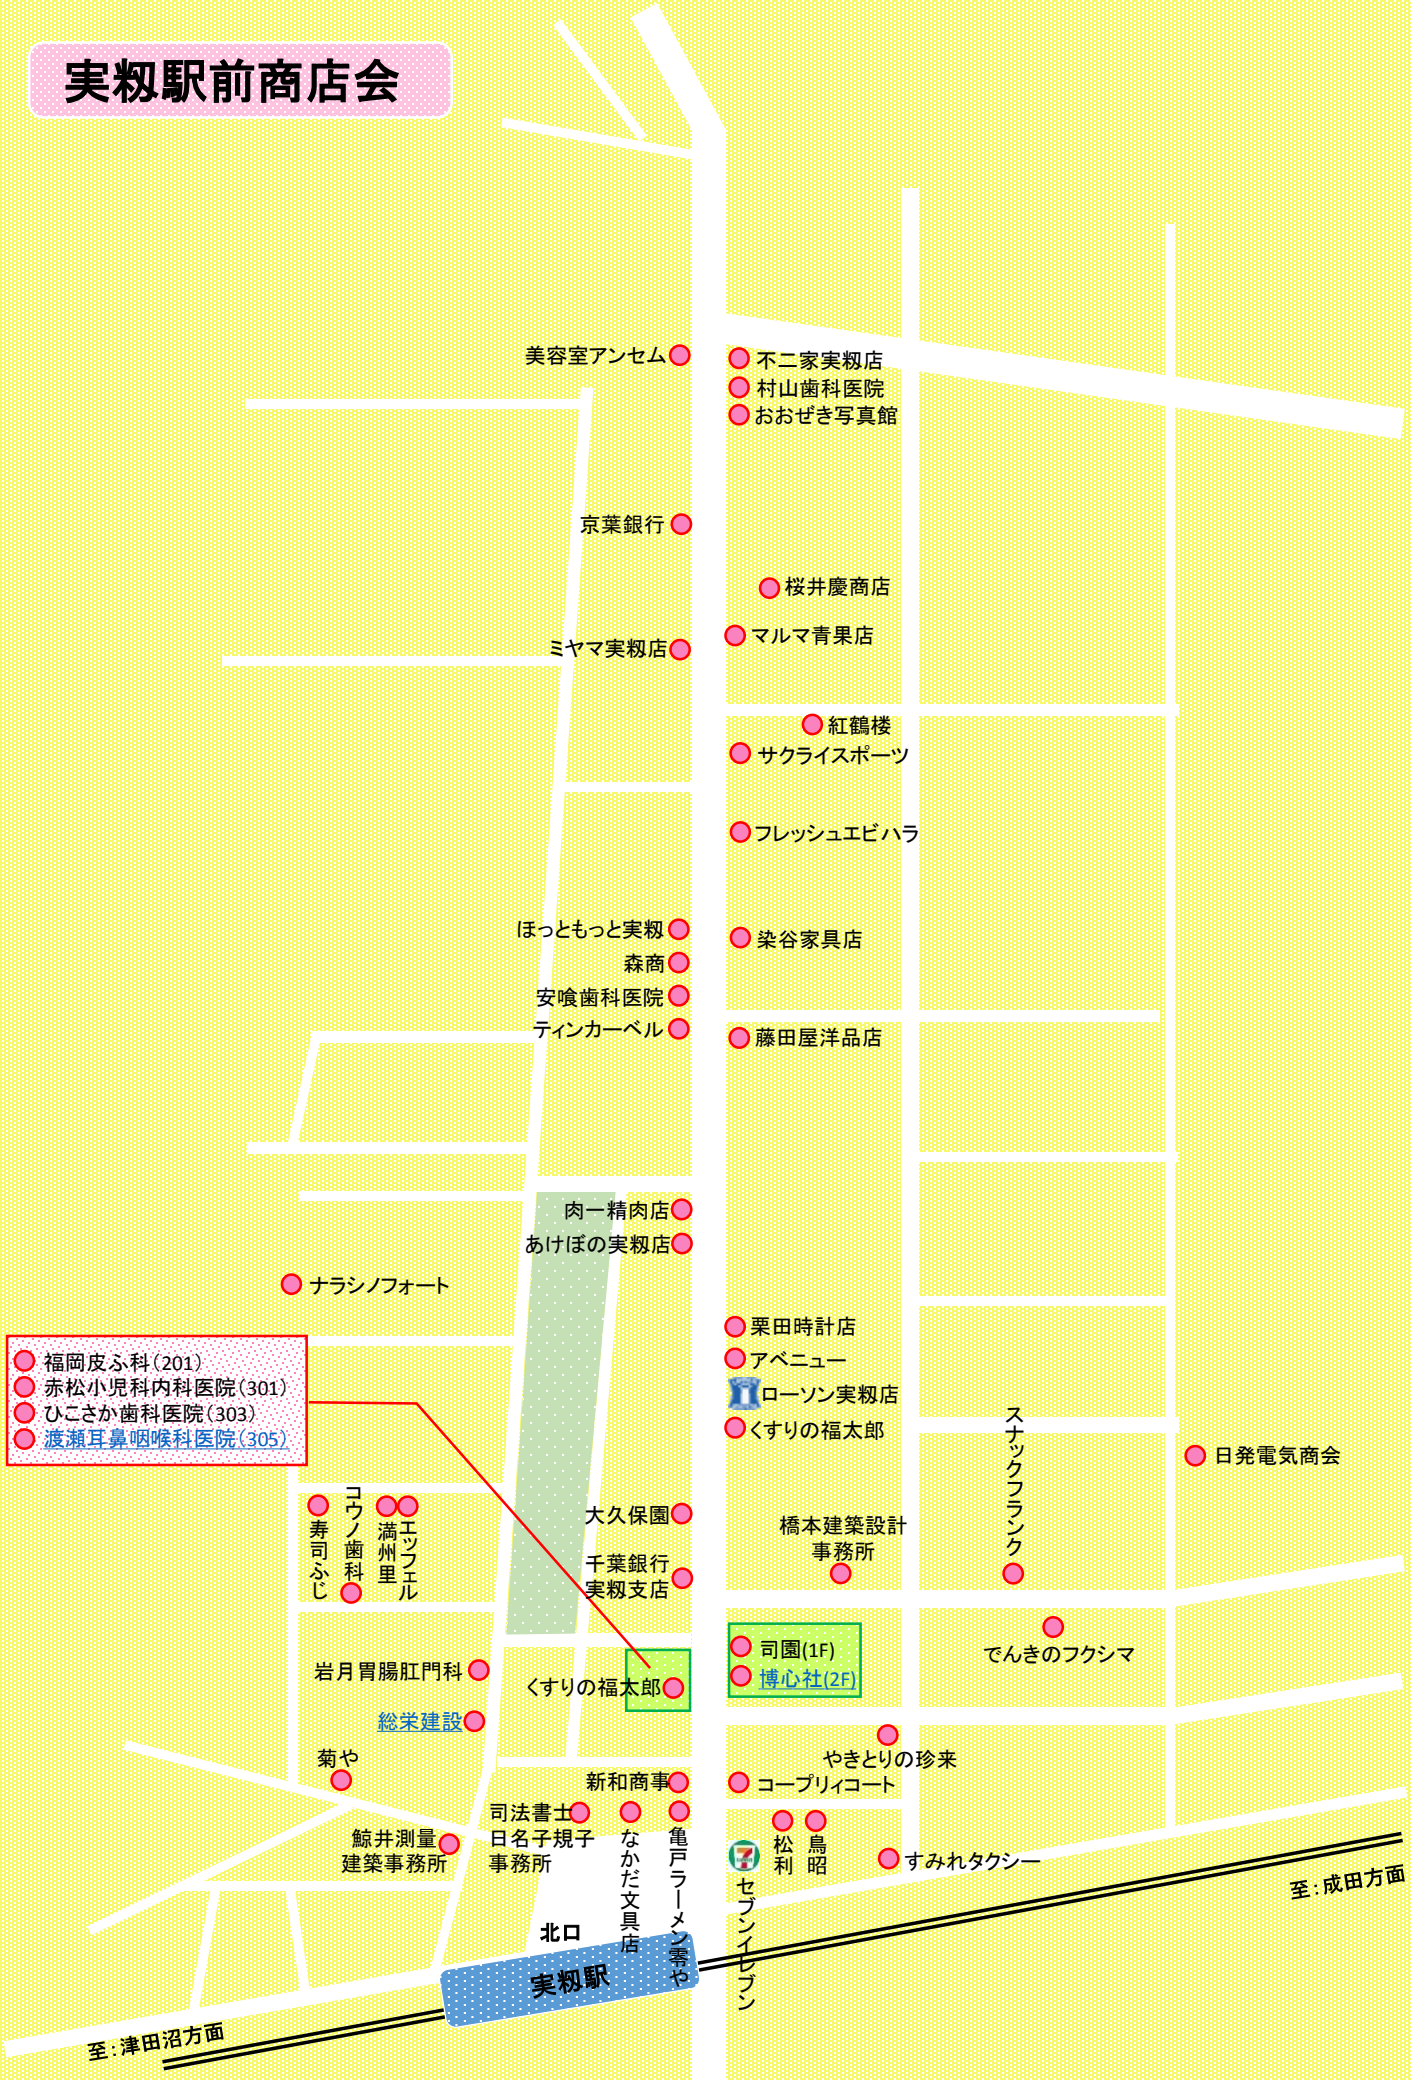 実籾駅前商店会
美容室アンセム
不二家実籾店
村山歯科医院
おおぜき写真館
京葉銀行
桜井慶商店
マルマ青果店
ミヤマ実籾店
紅鶴楼
サクライスポーツ
フレッシュエビハラ
ほっともっと実籾
染谷家具店
森商
安喰歯科医院
ティンカーベル
藤田屋洋品店
肉一精肉店
あけぼの実籾店
ナラシノフォート
栗田時計店
アベニュー
ローソン実籾店
くすりの福太郎
福岡皮ふ科(201)
赤松小児科内科医院(301)
ひこさか歯科医院(303)
渡瀬耳鼻咽喉科医院(305)
スナックフランク
日発電気商会
寿司ふじ
コウノ歯科
満州里
エッフェル
大久保園
橋本建築設計
事務所
千葉銀行
実籾支店
司園(1F)
博心社(2F)
でんきのフクシマ
岩月胃腸肛門科
くすりの福太郎
総栄建設
菊や
やきとりの珍来
新和商事
コープリィコート
司法書士
日名子規子
事務所
なかだ文具店
亀戸ラーメン零や
松利
鳥昭
鯨井測量
建築事務所
7
セブンイレブン
すみれタクシー
至:成田方面
北口
実籾駅
至:津田沼方面